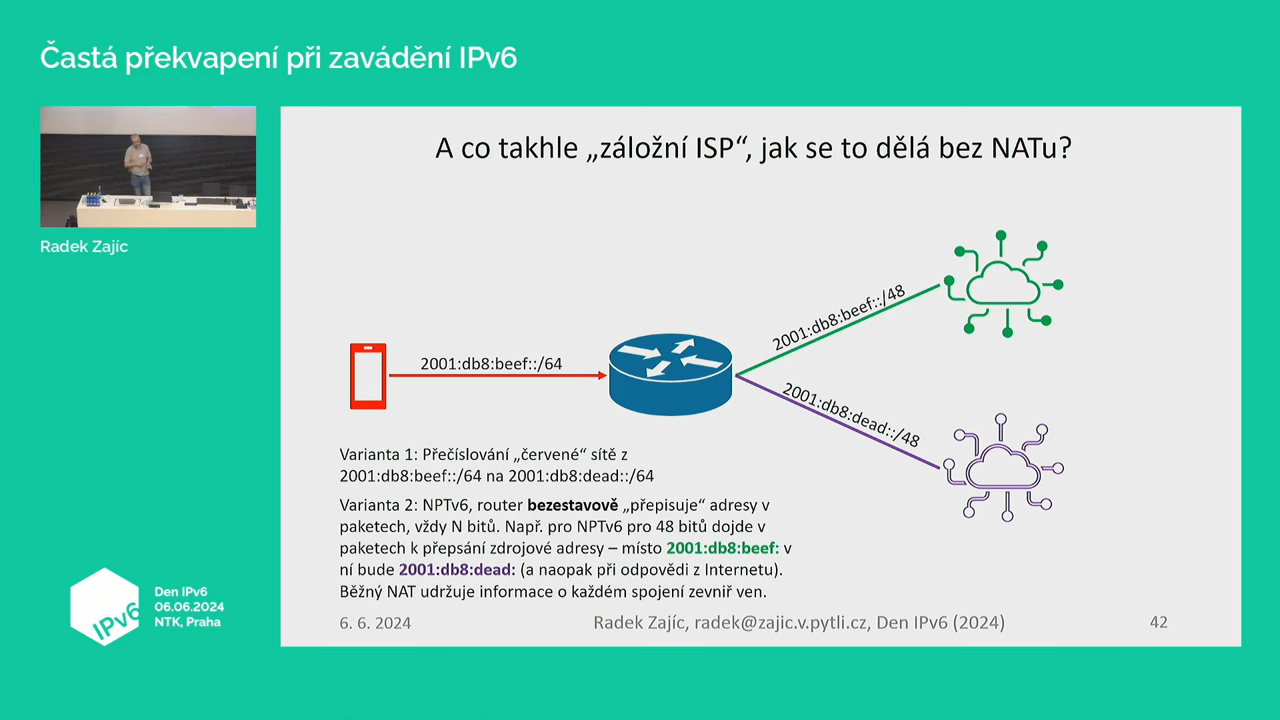 Častá překvapení při zavádění IPv6
Radek Zajíc
A co takhle „záložní ISP“, jak se to dělá bez NATu?
2001:db8:beef::/64
2001:db8:beef::/48
2001:db8:dead::/48
Varianta 1: Přečíslování „červené“ sítě z
2001:db8:beef::/64 na 2001:db8:dead::/64
Varianta 2: NPTv6, router bezestavově „přepisuje“ adresy v
paketech, vždy N bitů. Např. pro NPTv6 pro 48 bitů dojde v
paketech k přepsání zdrojové adresy – místo 2001:db8:beef: v
ní bude 2001:db8:dead: (a naopak při odpovědi z Internetu).
Běžný NAT udržuje informace o každém spojení zevniř ven.
6. 6. 2024
Radek Zajíc, radek@zajic.v.pytli.cz, Den IPv6 (2024)
42
IPv6
Den IPv6
06.06.2024
NTK, Praha